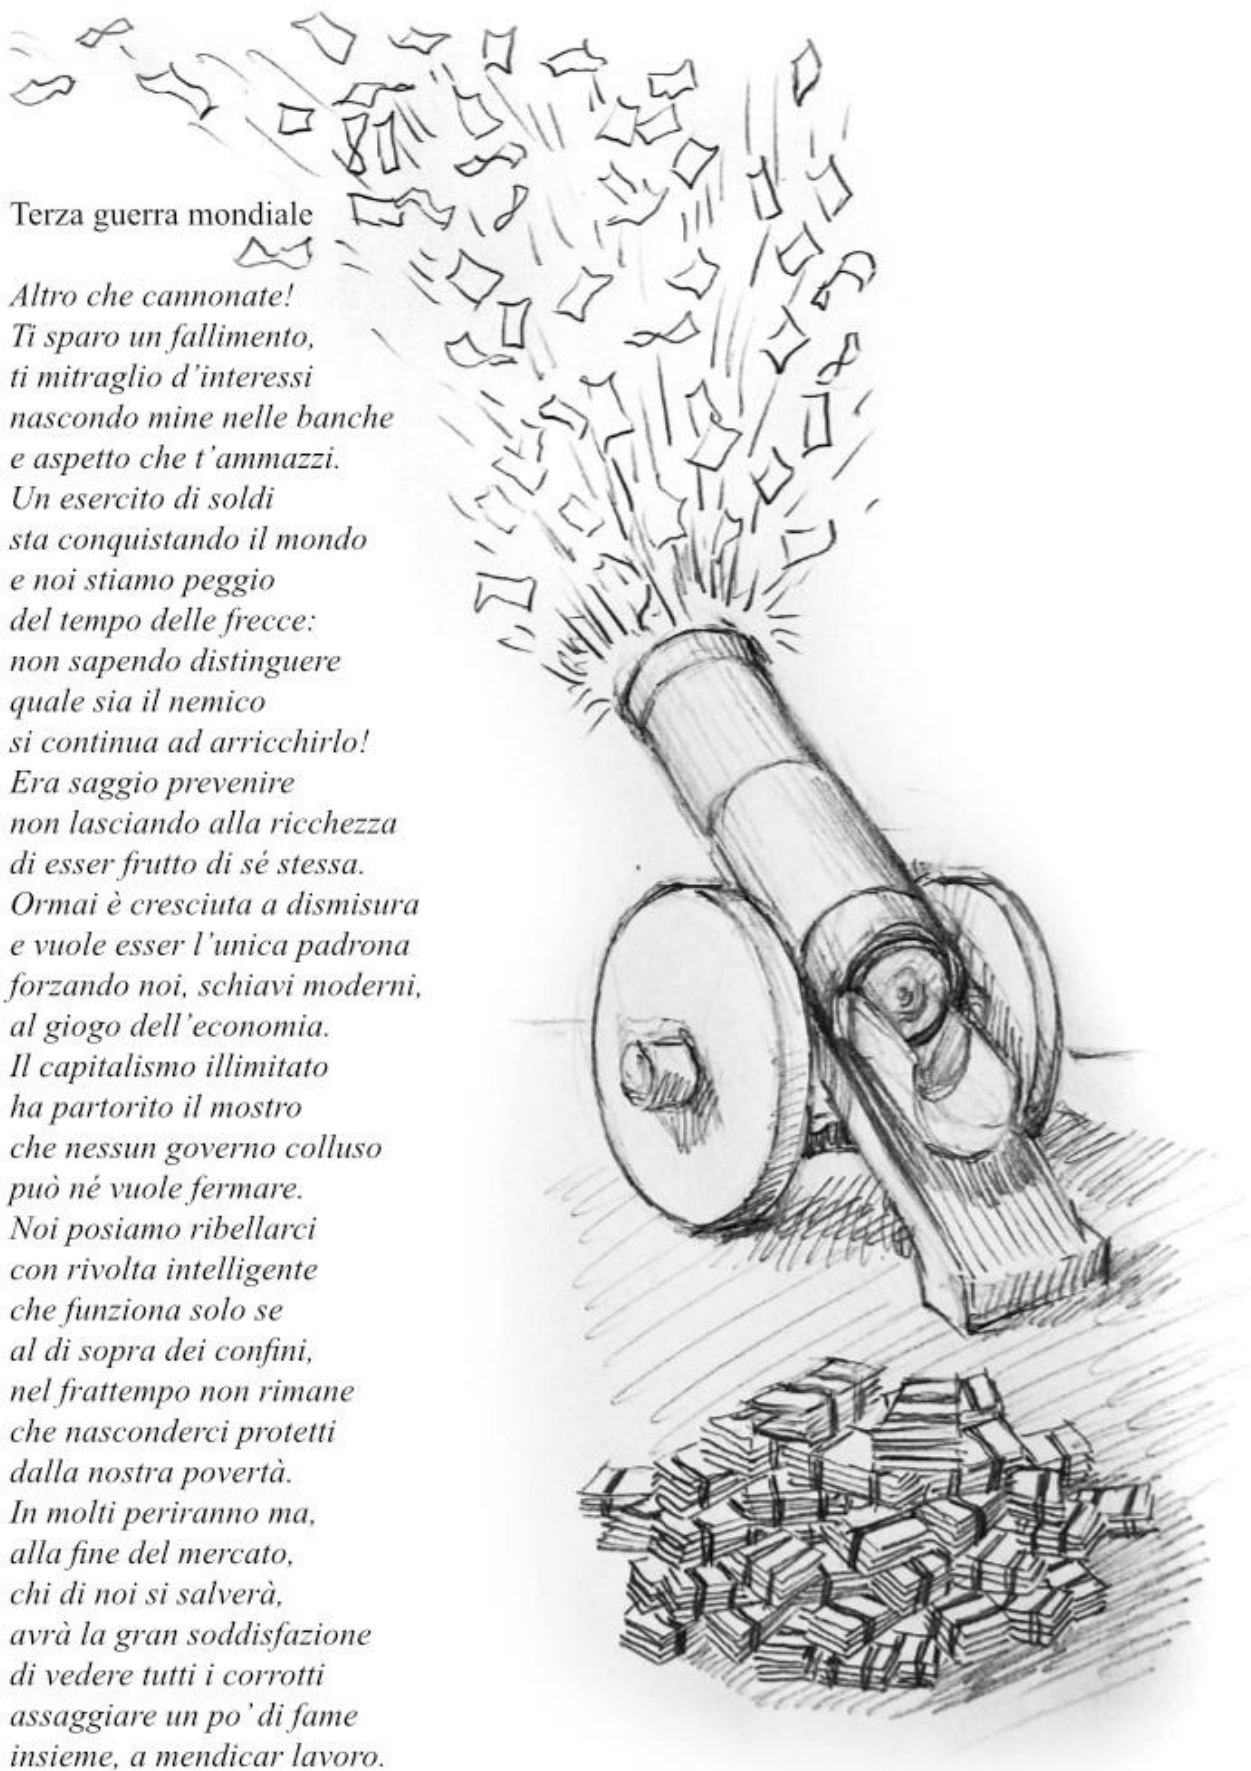 Terza guerra mondiale
Altro che cannonate!
Ti sparo un fallimento,
ti mitraglio d'interessi
nascondo mine nelle banche
e aspetto che t'ammazzi.
Un esercito di soldi
sta conquistando il mondo
e noi stiamo peggio
del tempo delle frecce:
non sapendo distinguere
quale sia il nemico
si continua ad arricchirlo!
Era saggio prevenire
non lasciando alla ricchezza
di esser frutto di sé stessa.
Ormai è cresciuta a dismisura
e vuole esser l'unica padrona
forzando noi, schiavi moderni,
al giogo dell'economia.
Il capitalismo illimitato
ha partorito il mostro
che nessun governo colluso
può né vuole fermare.
Noi posiamo ribellarci
con rivolta intelligente
che funziona solo se
al di sopra dei confini,
nel frattempo non rimane
che nasconderci protetti
dalla nostra povertà.
In molti periranno ma,
alla fine del mercato,
chi di noi si salverà,
avrà la gran soddisfazione
di vedere tutti i corrotti
assaggiare un po' di fame
insieme, a mendicar lavoro.